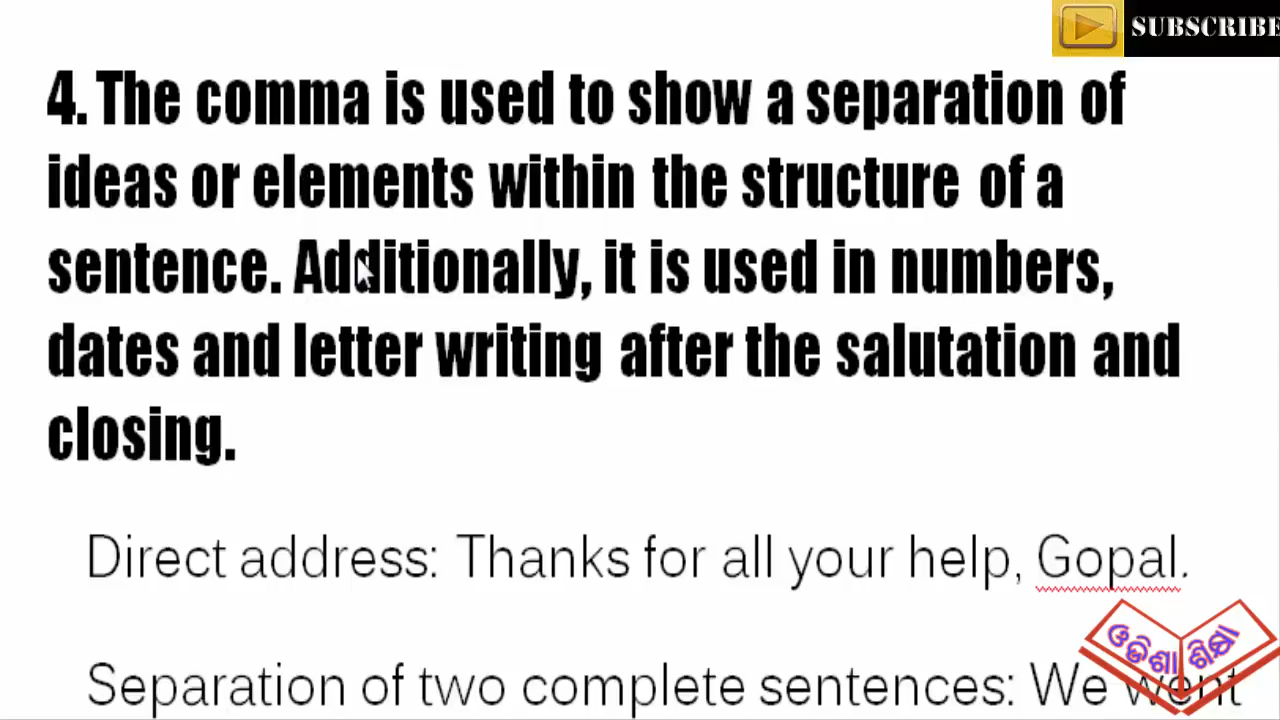 SUBSCRIBE
4. The comma is used to show a separation of
ideas or elements within the structure of a
sentence. Additionally, it is used in numbers,
dates and letter writing after the salutation and
closing.
Direct address: Thanks for all your help, Gopal.
Separation of two complete sentences: We went
ଓଡିଶା ଶିକ୍ଷା